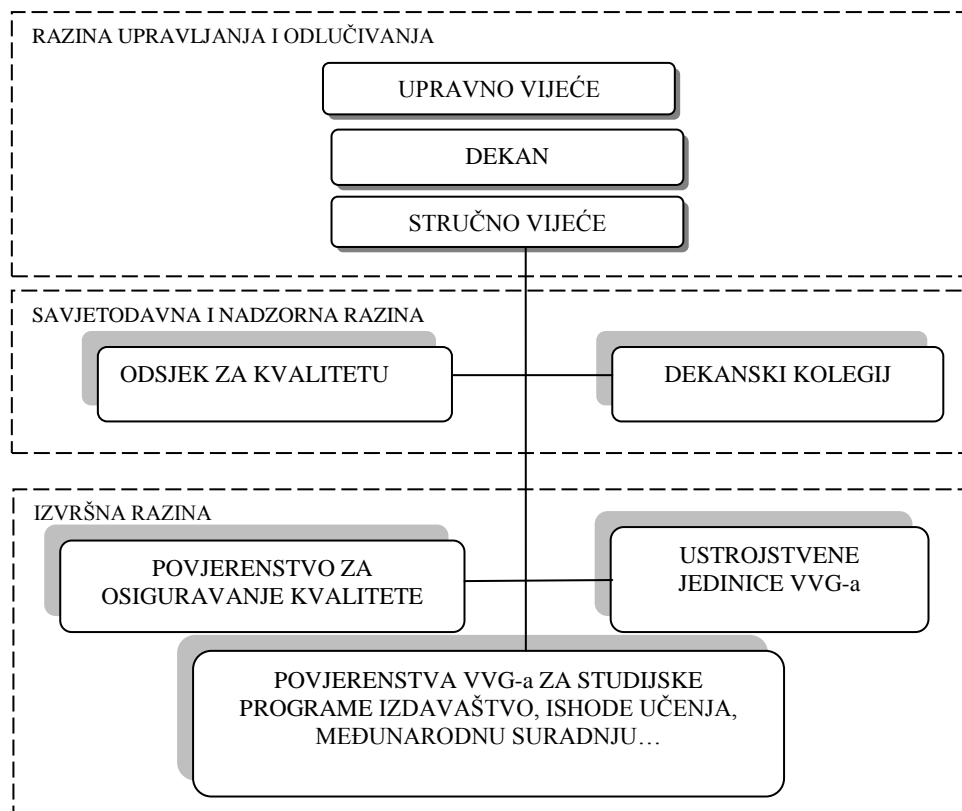 RAZINA UPRAVLJANJA I ODLUČIVANJA
UPRAVNO VIJEĆE
DEKAN
STRUČNO VIJEĆE
SAVJETODAVNA I NADZORNA RAZINA
ODSJEK ZA KVALITETU
DEKANSKI KOLEGIJ
IZVRŠNA RAZINA
POVJERENSTVO ZA
OSIGURAVANJE KVALITETE
USTROJSTVENE
JEDINICE VVG-a
POVJERENSTVA VVG-a ZA STUDIJSKE
PROGRAME IZDAVAŠTVO, ISHODE UČENJA,
MEĐUNARODNU SURADNJU…